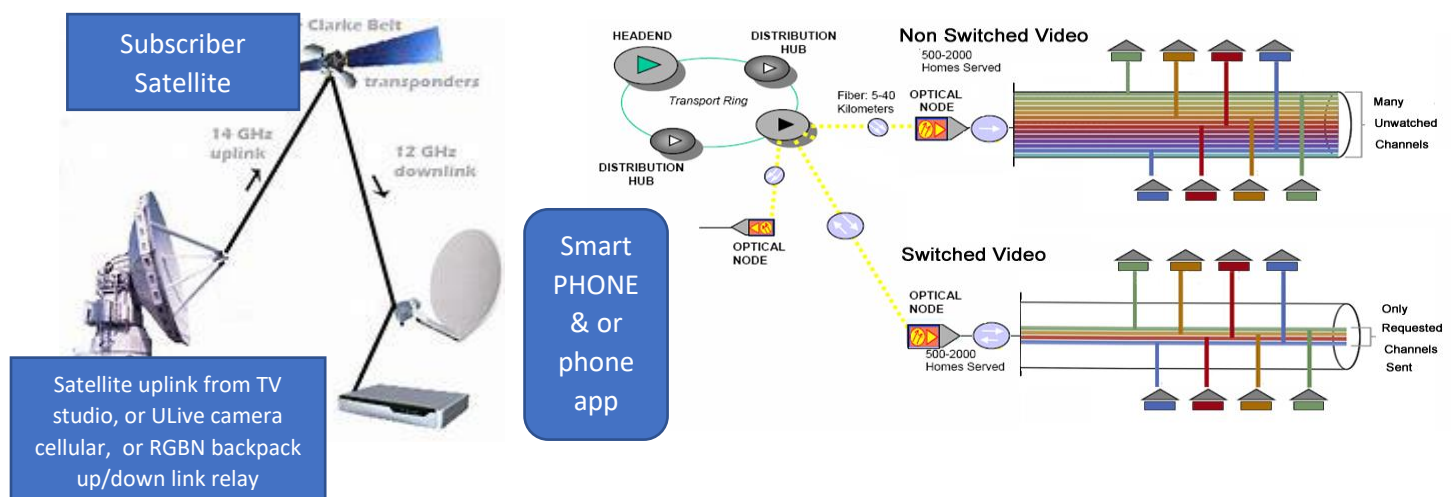 Subscriber
Satellite
Clarke Belt
transponders
14 GHz
uplink
12 GHz
downlink
Satellite uplink from TV
studio, or ULive camera
cellular, or RGBN backpack
up/down link relay
Smart
PHONE
& or
phone
app
HEADEND
DISTRIBUTION
HUB
Transport Ring
DISTRIBUTION
HUB
Fiber: 5-40
Kilometers
OPTICAL
NODE
Non Switched Video
500-2000
Homes Served
OPTICAL
NODE
Many
Unwatched
Channels
Switched Video
OPTICAL
NODE
500-2000
Homes Served
Only
Requested
Channels
Sent